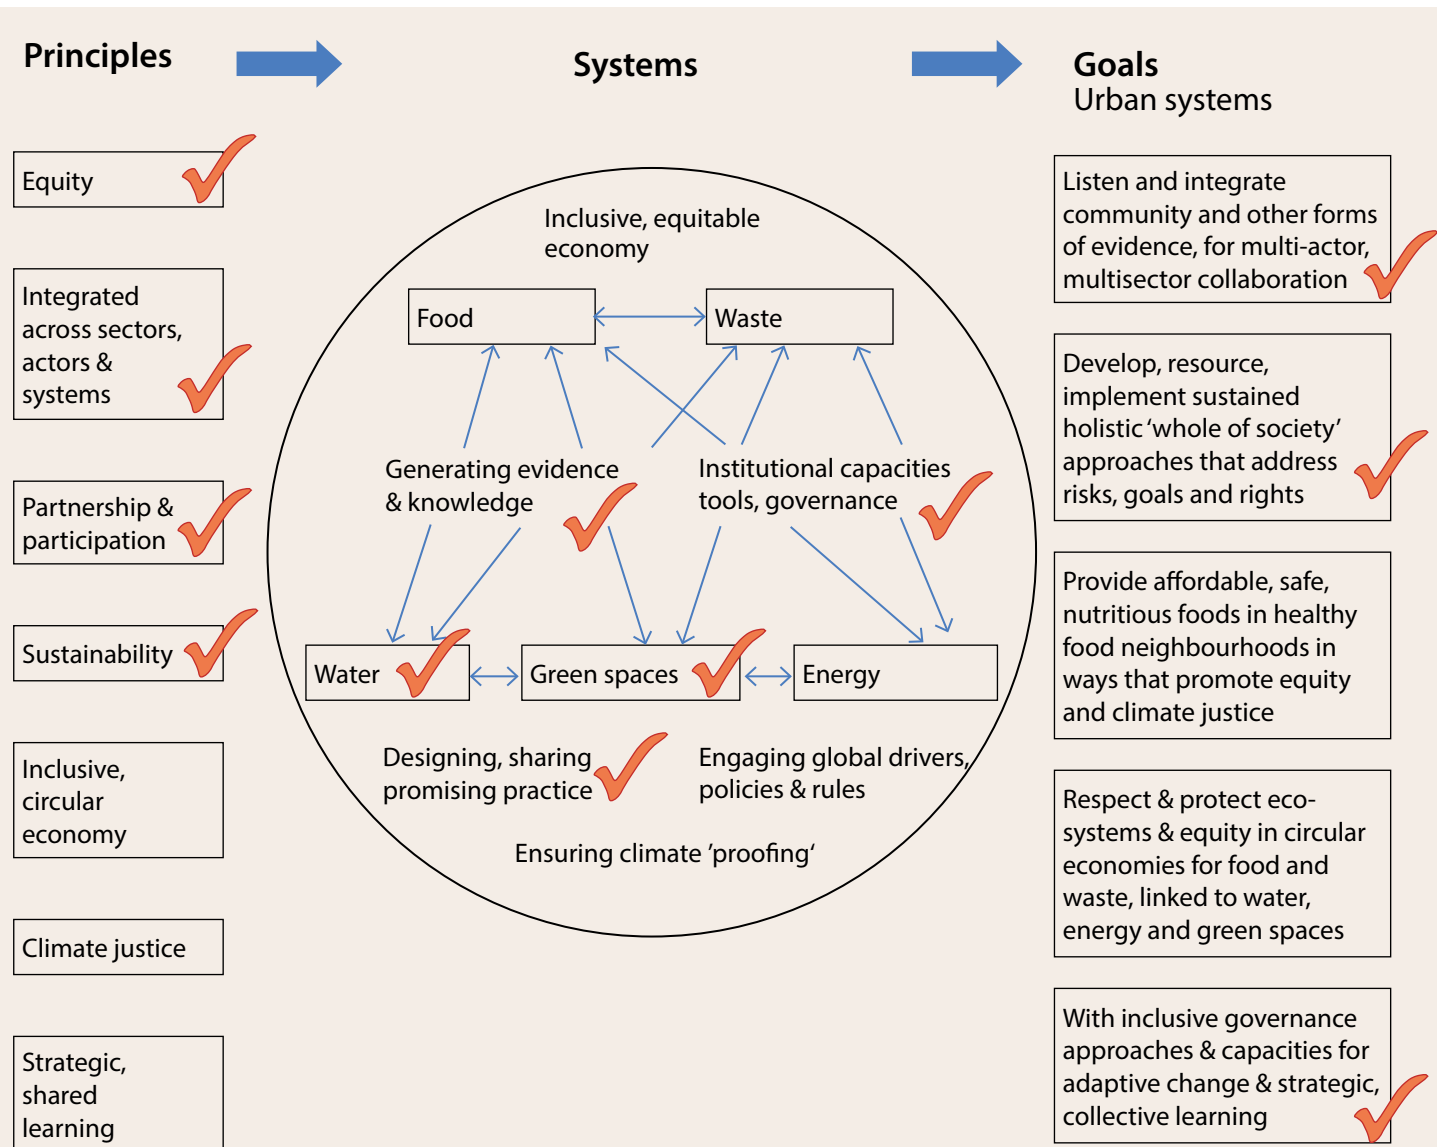 Principles
Systems
Goals
Urban systems
Equity
Integrated
across sectors,
actors &
systems
Partnership &
participation
Sustainability
Inclusive,
circular
economy
Climate justice
Strategic,
shared
learning
Inclusive, equitable
economy
Food
Waste
Generating evidence
& knowledge
Institutional capacities
tools, governance
Water
Green spaces
Energy
Designing, sharing
promising practice
Engaging global drivers,
policies & rules
Ensuring climate 'proofing'
Listen and integrate
community and other forms
of evidence, for multi-actor,
multisector collaboration
Develop, resource,
implement sustained
holistic 'whole of society'
approaches that address
risks, goals and rights
Provide affordable, safe,
nutritious foods in healthy
food neighbourhoods in
ways that promote equity
and climate justice
Respect & protect eco-
systems & equity in circular
economies for food and
waste, linked to water,
energy and green spaces
With inclusive governance
approaches & capacities for
adaptive change & strategic,
collective learning